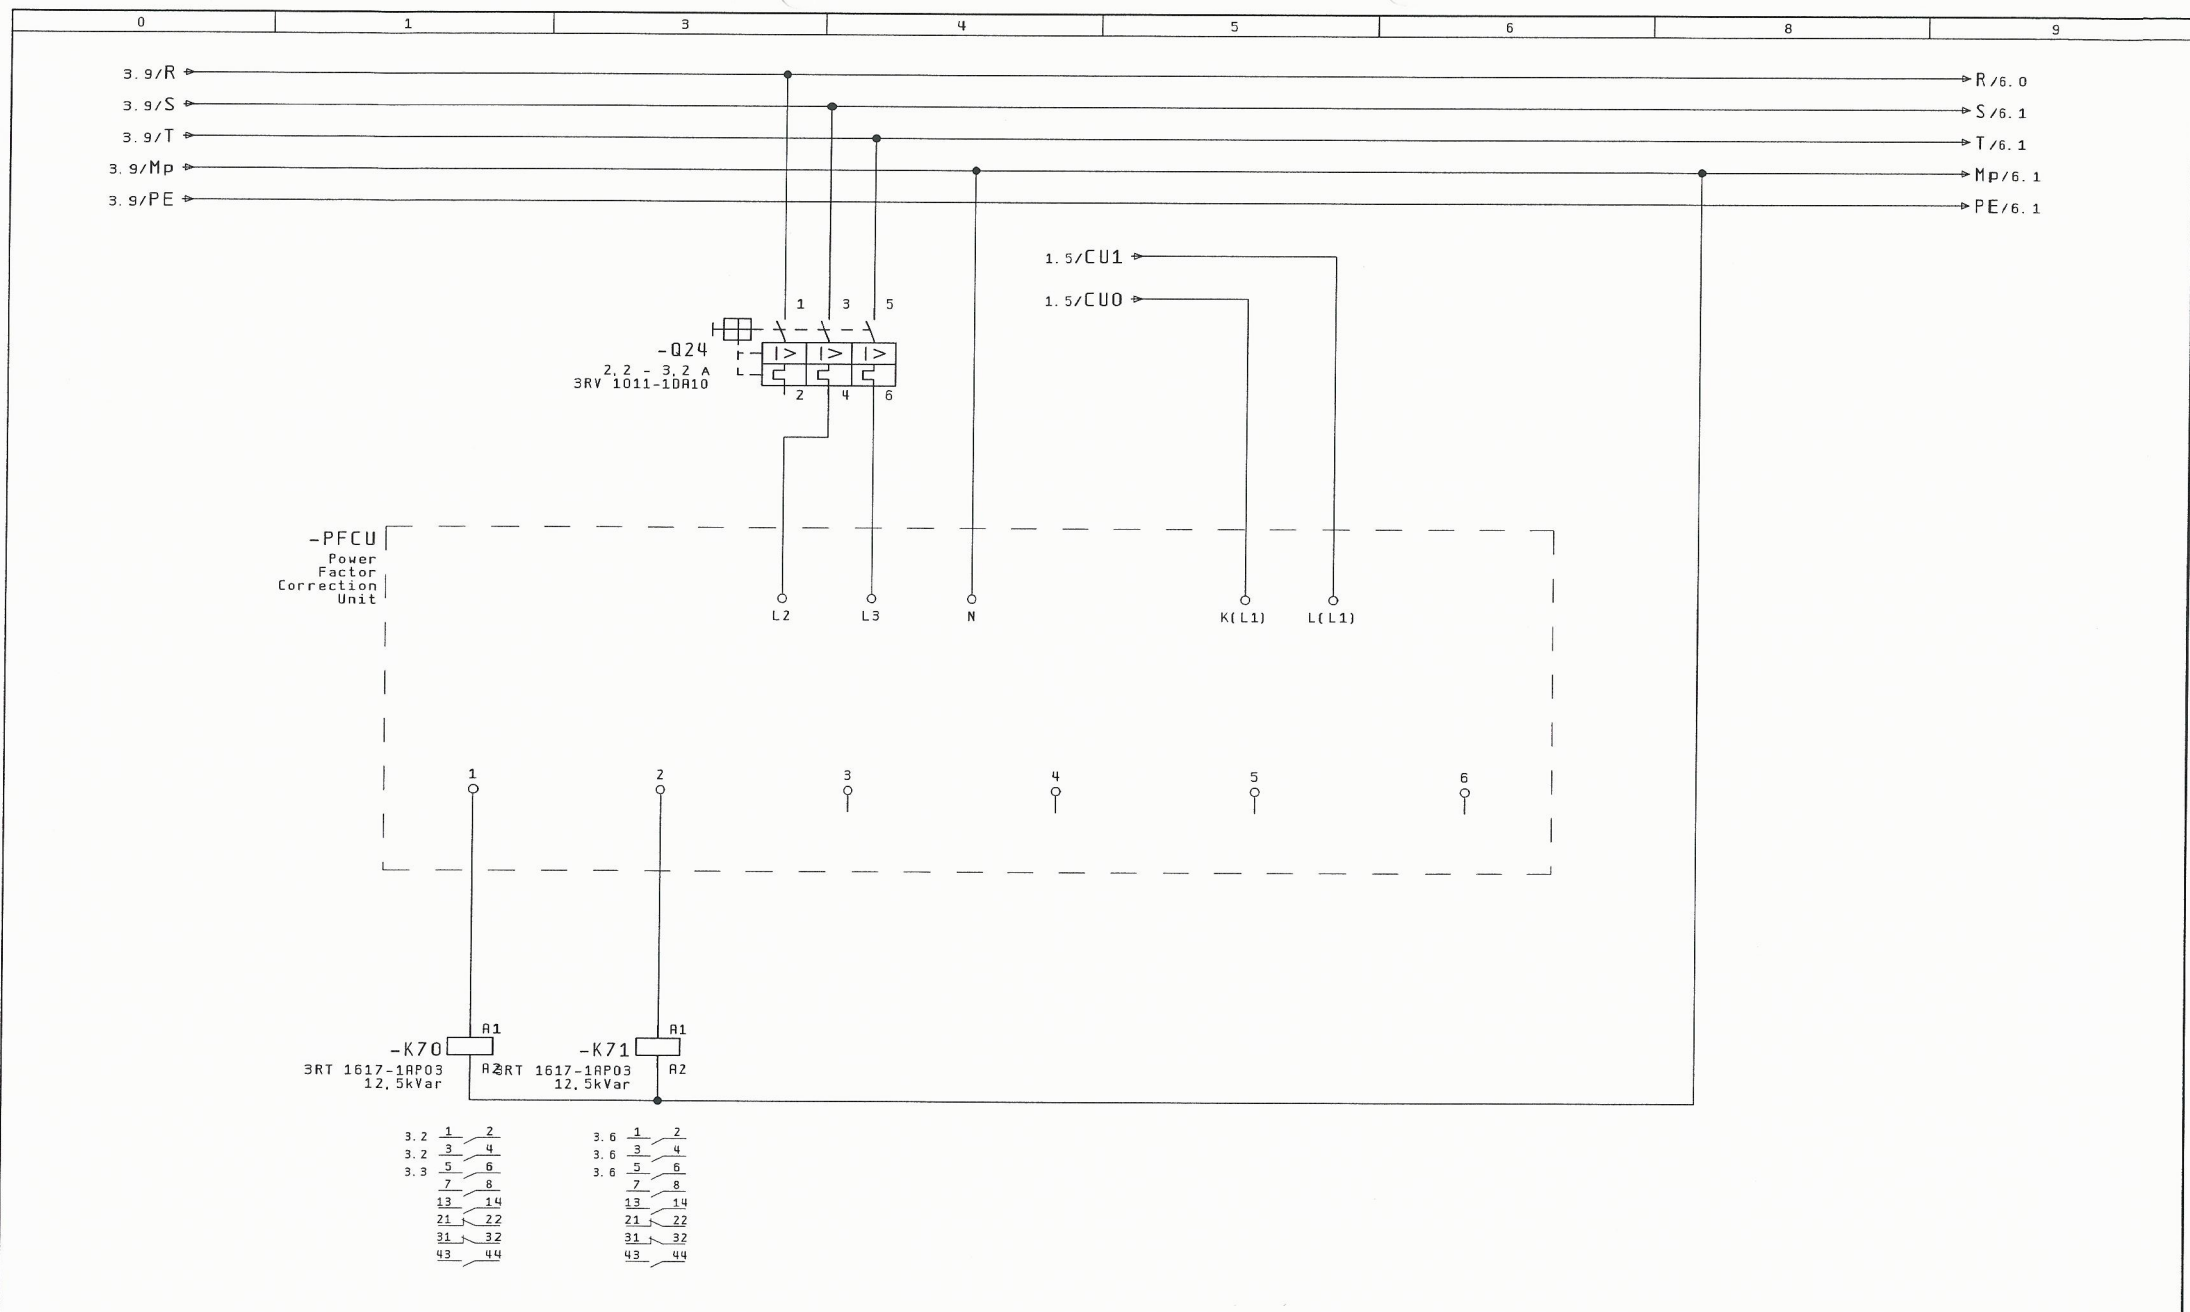 0 1 3 4 5 6 8 9
3.9/R R/6.0
3.9/S S/6.1
3.9/T T/6.1
3.9/Mp Mp/6.1
3.9/PE PE/6.1
1.5/CU1
1.5/CU0
1 3 5
-Q24
2,2 - 3,2 A
3RV 1011-1DA10
I> I> I>
2 4 6
-PFCU
Power
Factor
Correction
Unit
L2 L3 N K(L1) L(L1)
1 2 3 4 5 6
A1 A1
-K70 -K71
3RT 1617-1AP03 A2 3RT 1617-1AP03 A2
12,5kVar 12,5kVar
3.2 1 2 3.6 1 2
3.2 3 4 3.6 3 4
3.3 5 6 3.6 5 6
7 8 7 8
13 14 13 14
21 22 21 22
31 32 31 32
43 44 43 44